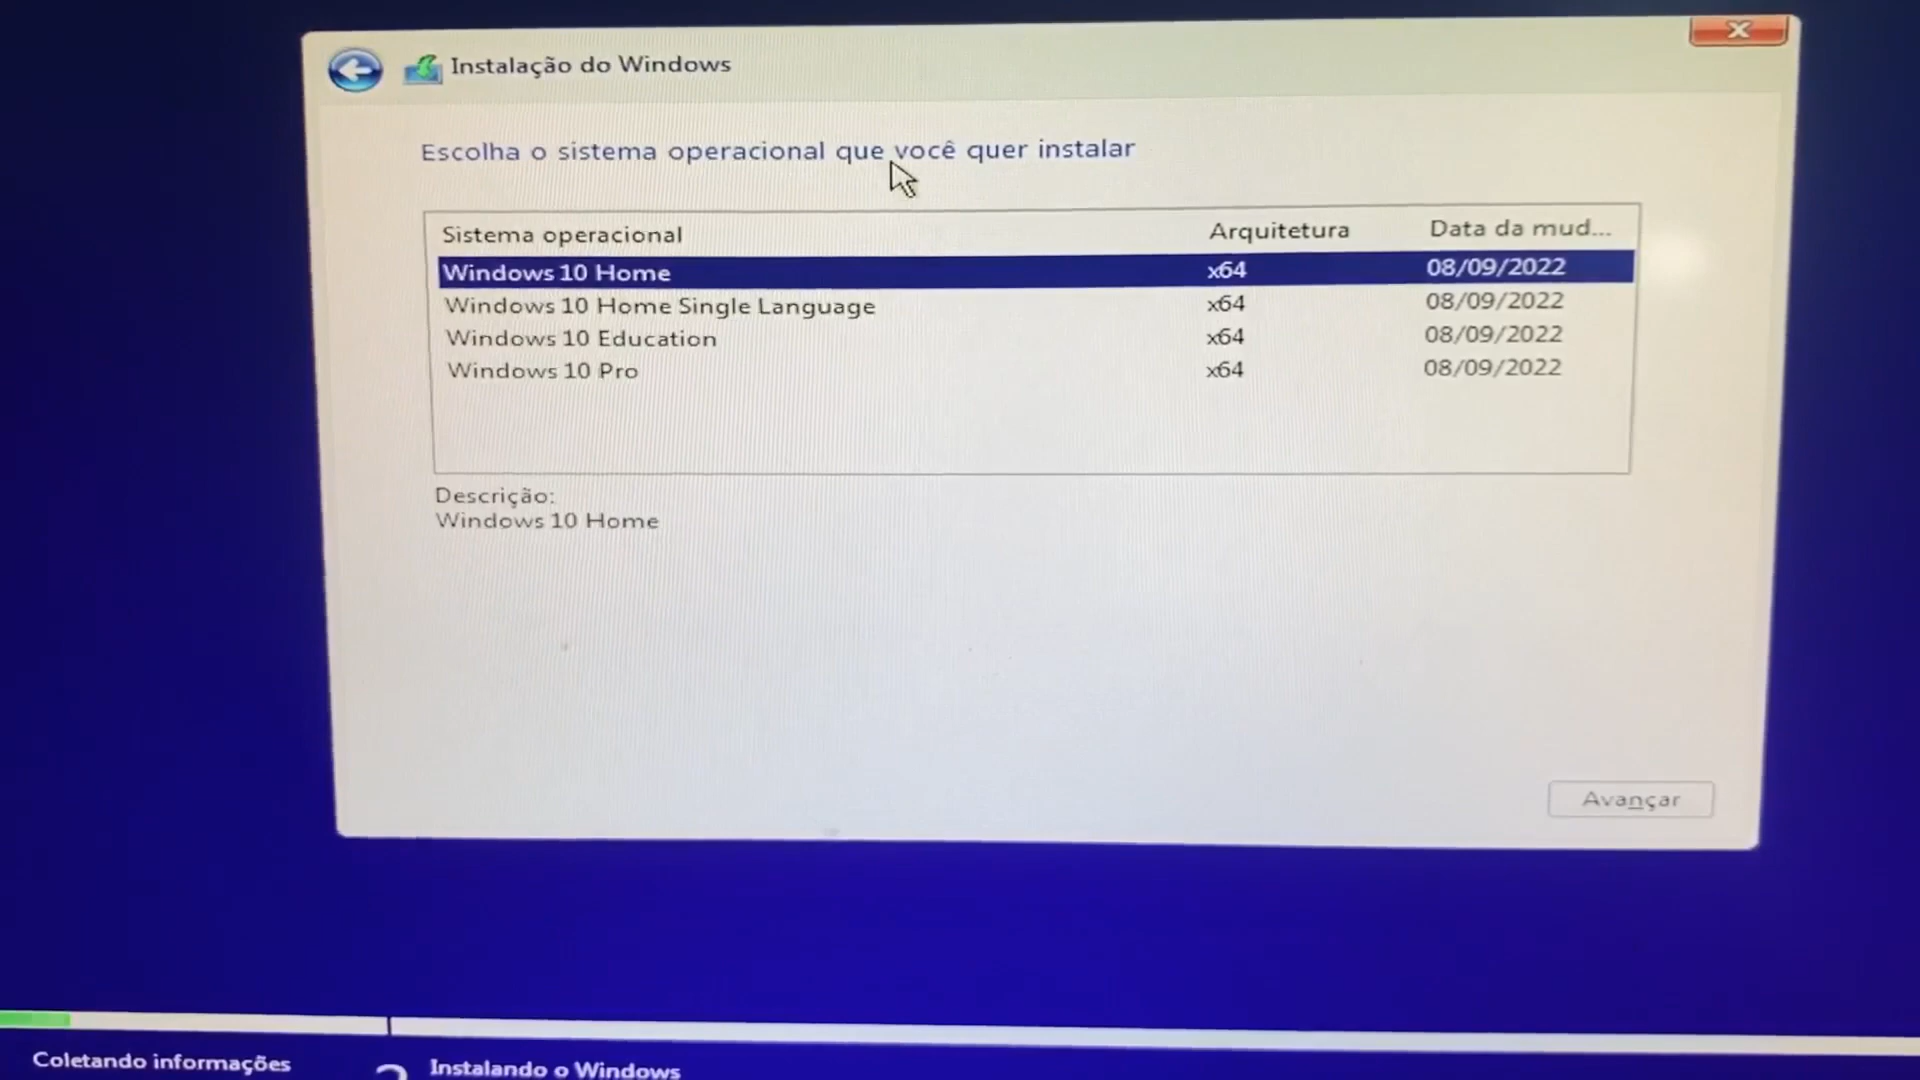 Instalação do Windows
Escolha o sistema operacional que você quer instalar
Sistema operacional Arquitetura Data da mud...
Windows 10 Home x64 08/09/2022
Windows 10 Home Single Language x64 08/09/2022
Windows 10 Education x64 08/09/2022
Windows 10 Pro x64 08/09/2022
Descrição:
Windows 10 Home
Avançar
Coletando informações
Instalando o Windows